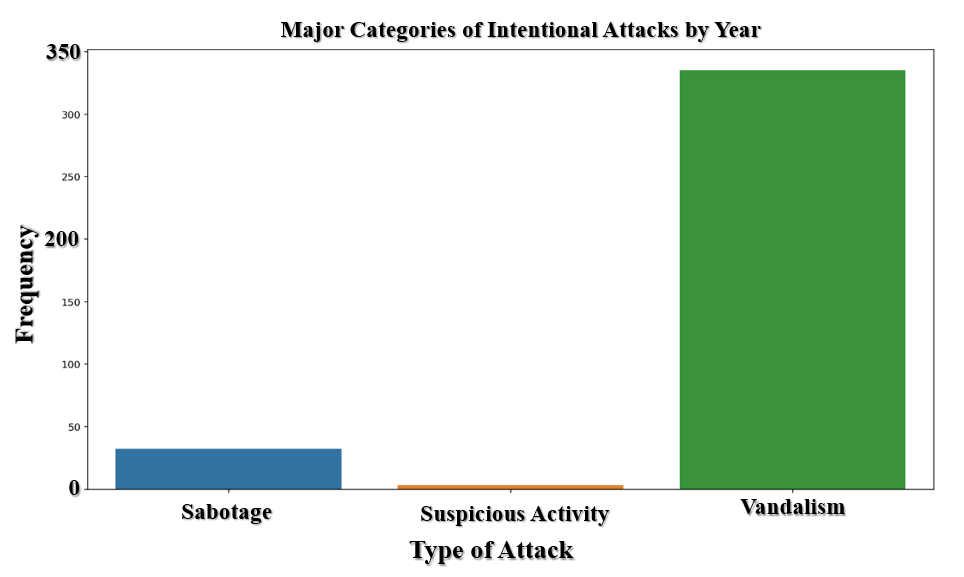 Major Categories of Intentional Attacks by Year
350
300
250
200
150
100
50
0
Frequency
Sabotage
Suspicious Activity
Vandalism
Type of Attack